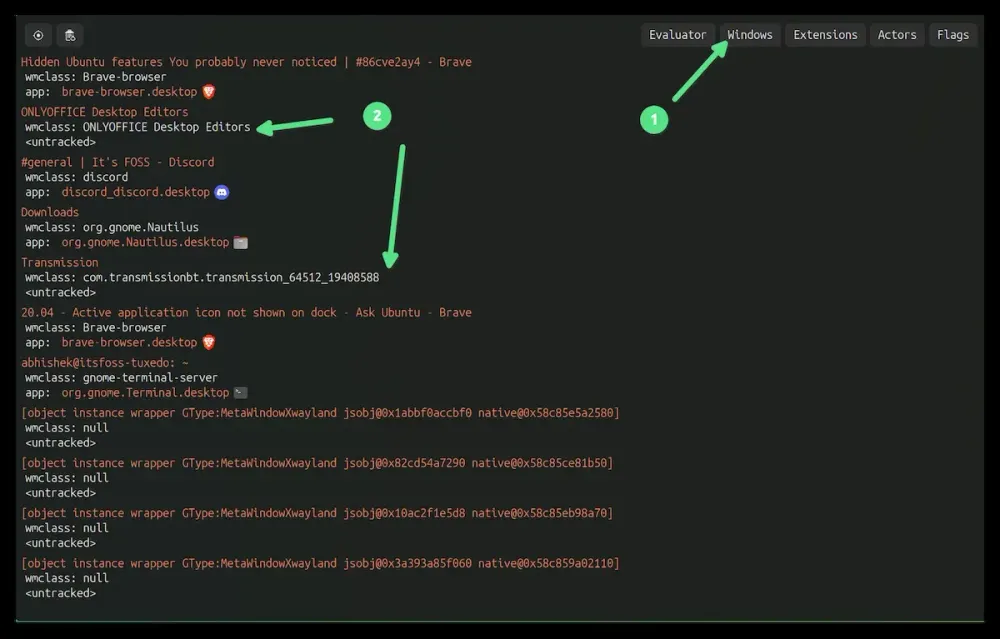 Evaluator Windows Extensions Actors Flags
Hidden Ubuntu features You probably never noticed | #86cve2ay4 - Brave
wmclass: Brave-browser
app: brave-browser.desktop
ONLYOFFICE Desktop Editors
wmclass: ONLYOFFICE Desktop Editors
<untracked>
#general | It's FOSS - Discord
wmclass: discord
app: discord_discord.desktop
Downloads
wmclass: org.gnome.Nautilus
app: org.gnome.Nautilus.desktop
Transmission
wmclass: com.transmissionbt.transmission_64512_19408588
<untracked>
20.04 - Active application icon not shown on dock - Ask Ubuntu - Brave
wmclass: Brave-browser
app: brave-browser.desktop
abhishek@itsfoss-tuxedo: ~
wmclass: gnome-terminal-server
app: org.gnome.Terminal.desktop
[object instance wrapper GType:MetaWindowXwayland jsobj@0x1abbf0accbf0 native@0x58c85e5a2580]
wmclass: null
<untracked>
[object instance wrapper GType:MetaWindowXwayland jsobj@0x82cd54a7290 native@0x58c85ce81b50]
wmclass: null
<untracked>
[object instance wrapper GType:MetaWindowXwayland jsobj@0x10ac2f1e5d8 native@0x58c85eb98a70]
wmclass: null
<untracked>
[object instance wrapper GType:MetaWindowXwayland jsobj@0x3a393a85f060 native@0x58c859a02110]
wmclass: null
<untracked>
1
2